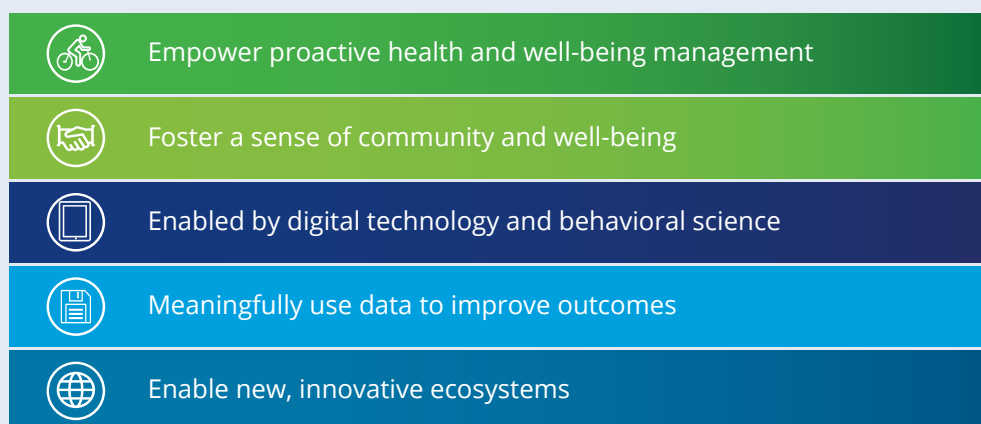 Empower proactive health and well-being management
Foster a sense of community and well-being
Enabled by digital technology and behavioral science
Meaningfully use data to improve outcomes
Enable new, innovative ecosystems